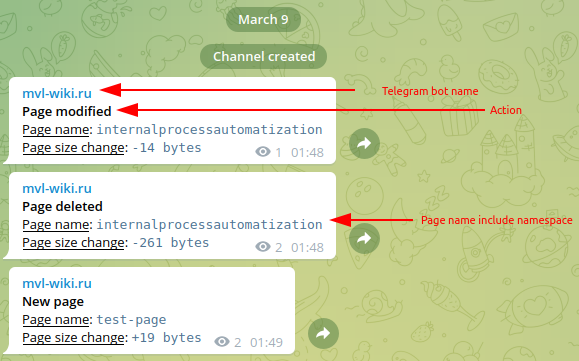 March 9
Channel created
mvl-wiki.ru
Telegram bot name
Page modified
Action
Page name: internalprocessautomatization
Page size change: -14 bytes
1 01:48
mvl-wiki.ru
Page deleted
Page name: internalprocessautomatization
Page name include namespace
Page size change: -261 bytes
2 01:48
mvl-wiki.ru
New page
Page name: test-page
Page size change: +19 bytes
2 01:49